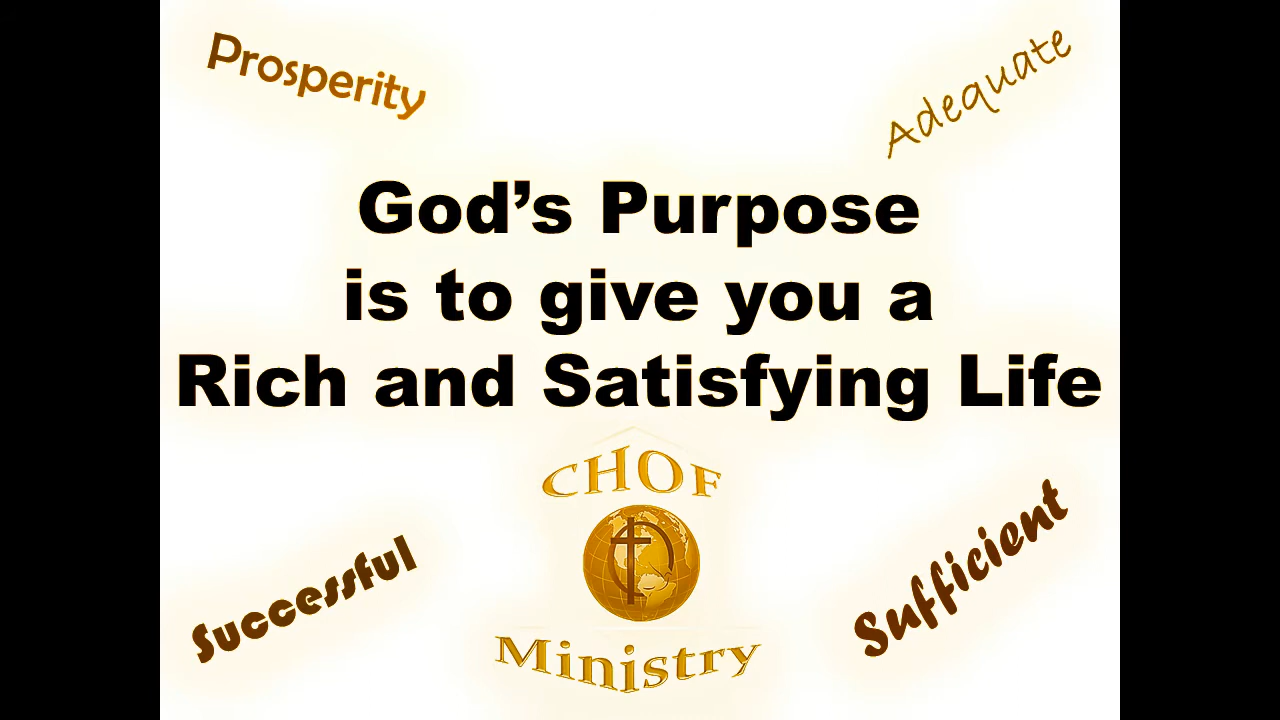 Prosperity
Adequate
God’s Purpose
is to give you a
Rich and Satisfying Life
CHOF
Ministry
Successful
Sufficient